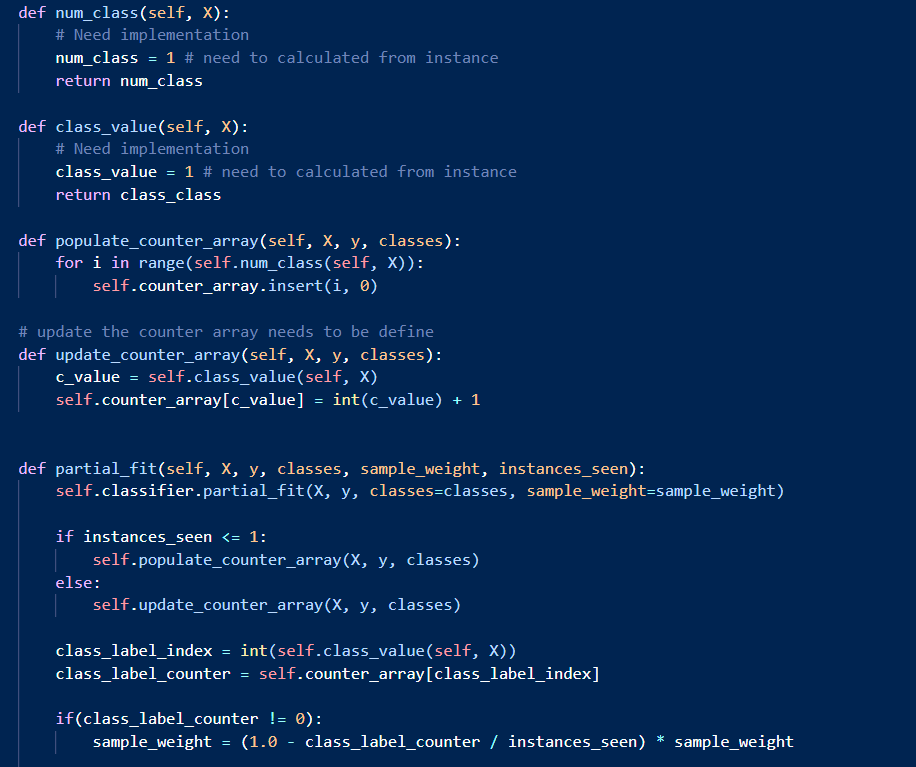 def num_class(self, X):
    # Need implementation
    num_class = 1 # need to calculated from instance
    return num_class
def class_value(self, X):
    # Need implementation
    class_value = 1 # need to calculated from instance
    return class_class
def populate_counter_array(self, X, y, classes):
    for i in range(self.num_class(self, X)):
        self.counter_array.insert(i, 0)
# update the counter array needs to be define
def update_counter_array(self, X, y, classes):
    c_value = self.class_value(self, X)
    self.counter_array[c_value] = int(c_value) + 1
def partial_fit(self, X, y, classes, sample_weight, instances_seen):
    self.classifier.partial_fit(X, y, classes=classes, sample_weight=sample_weight)
    if instances_seen <= 1:
        self.populate_counter_array(X, y, classes)
    else:
        self.update_counter_array(X, y, classes)
    class_label_index = int(self.class_value(self, X))
    class_label_counter = self.counter_array[class_label_index]
    if(class_label_counter != 0):
        sample_weight = (1.0 - class_label_counter / instances_seen) * sample_weight